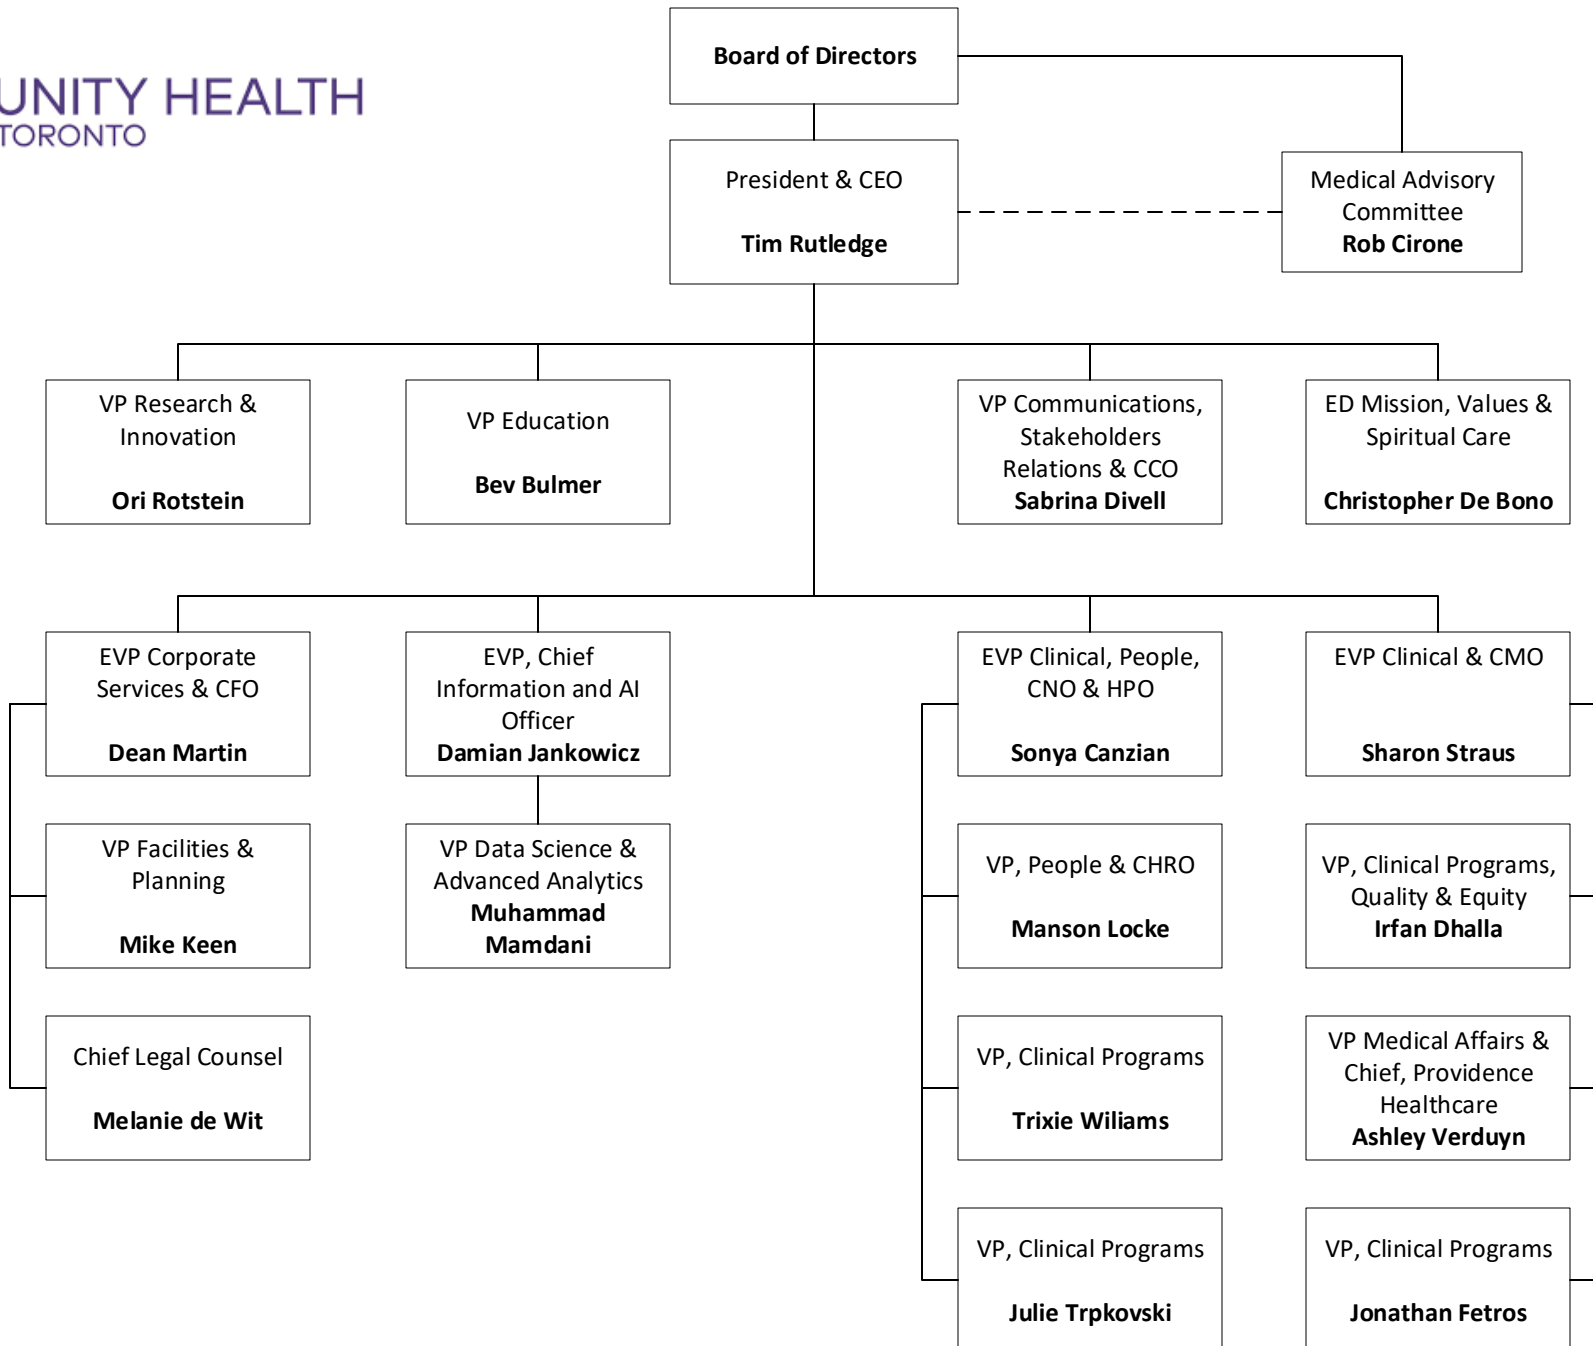 UNITY HEALTH
TORONTO
Board of Directors
President & CEO
Tim Rutledge
Medical Advisory
Committee
Rob Cirone
VP Research &
Innovation
Ori Rotstein
VP Education
Bev Bulmer
VP Communications,
Stakeholders
Relations & CCO
Sabrina Divell
ED Mission, Values &
Spiritual Care
Christopher De Bono
EVP Corporate
Services & CFO
Dean Martin
EVP, Chief
Information and AI
Officer
Damian Jankowicz
EVP Clinical, People,
CNO & HPO
Sonya Canzian
EVP Clinical & CMO
Sharon Straus
VP Facilities &
Planning
Mike Keen
VP Data Science &
Advanced Analytics
Muhammad
Mamdani
VP, People & CHRO
Manson Locke
VP, Clinical Programs,
Quality & Equity
Irfan Dhalla
Chief Legal Counsel
Melanie de Wit
VP, Clinical Programs
Trixie Wiliams
VP Medical Affairs &
Chief, Providence
Healthcare
Ashley Verduyn
VP, Clinical Programs
Julie Trpkovski
VP, Clinical Programs
Jonathan Fetros